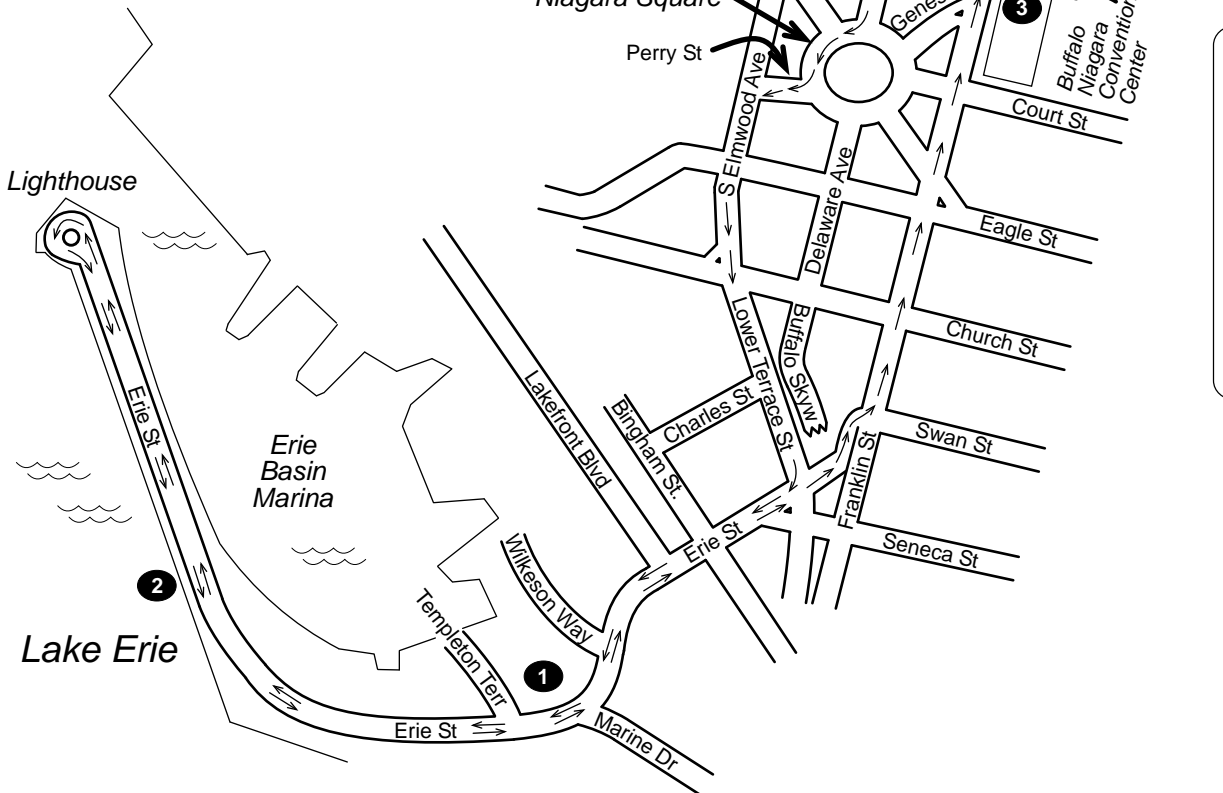 Niagara Square
Genes
3
Buffalo
Niagara
Convention
Center
Perry St
S Elmwood Ave
Court St
Lighthouse
Delaware Ave
Eagle St
Church St
Lower Terrace St
Buffalo Skyw
Erie St
Lakefront Blvd
Bingham St.
Charles St
Swan St
Franklin St
Erie
Basin
Marina
Erie St
Seneca St
Wilkeson Way
2
Templeton Terr
Lake Erie
1
Erie St
Marine Dr